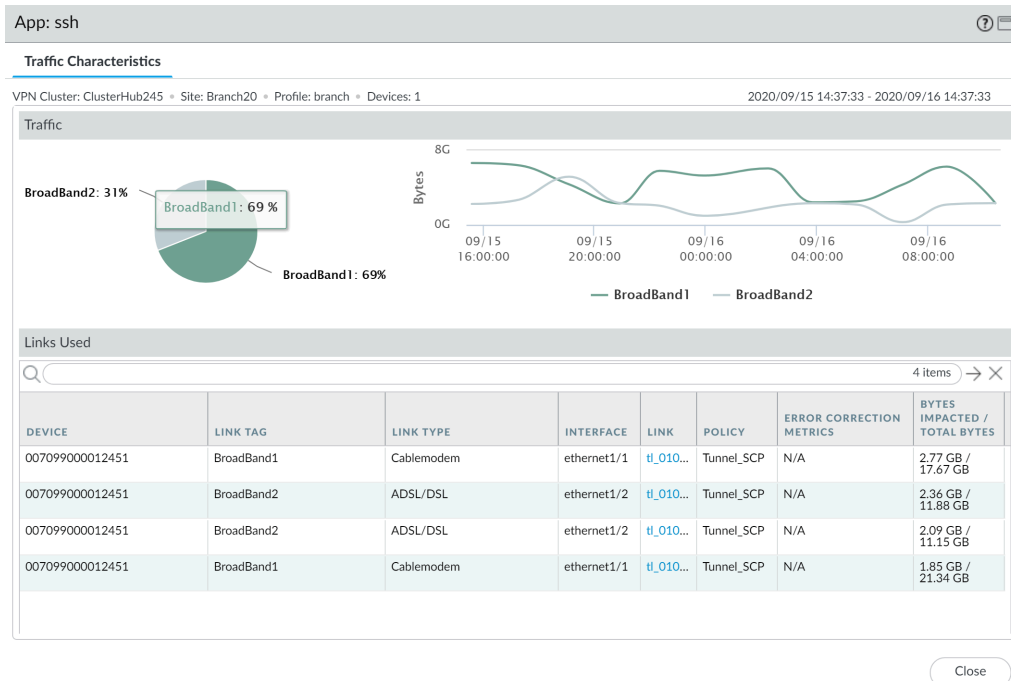 App: ssh
Traffic Characteristics
VPN Cluster: ClusterHub245 • Site: Branch20 • Profile: branch • Devices: 1
2020/09/15 14:37:33 - 2020/09/16 14:37:33
Traffic
BroadBand2: 31%
BroadBand1: 69 %
BroadBand1: 69%
8G
Bytes
0G
09/15 16:00:00
09/15 20:00:00
09/16 00:00:00
09/16 04:00:00
09/16 08:00:00
BroadBand1 BroadBand2
Links Used
4 items
DEVICE LINK TAG LINK TYPE INTERFACE LINK POLICY ERROR CORRECTION METRICS BYTES IMPACTED / TOTAL BYTES
007099000012451 BroadBand1 Cablemodem ethernet1/1 tl_010... Tunnel_SCP N/A 2.77 GB / 17.67 GB
007099000012451 BroadBand2 ADSL/DSL ethernet1/2 tl_010... Tunnel_SCP N/A 2.36 GB / 11.88 GB
007099000012451 BroadBand2 ADSL/DSL ethernet1/2 tl_010... Tunnel_SCP N/A 2.09 GB / 11.15 GB
007099000012451 BroadBand1 Cablemodem ethernet1/1 tl_010... Tunnel_SCP N/A 1.85 GB / 21.34 GB
Close